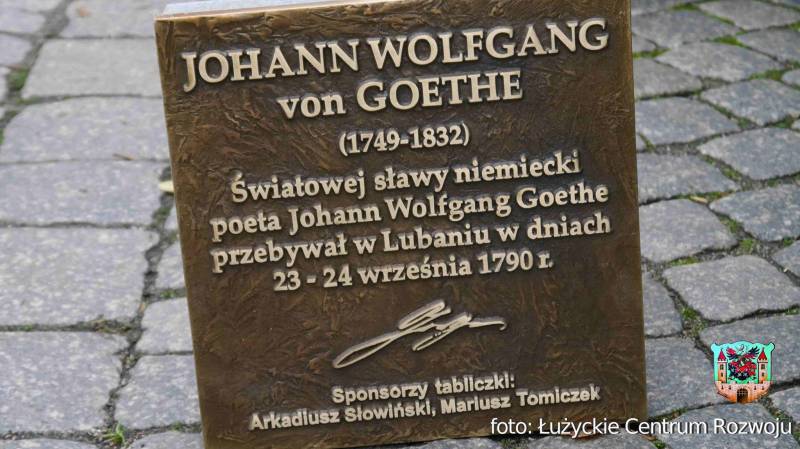 JOHANN WOLFGANG
von GOETHE
(1749-1832)
Światowej sławy niemiecki
poeta Johann Wolfgang Goethe
przebywał w Lubaniu w dniach
23 - 24 września 1790 r.
Sponsorzy tabliczki:
Arkadiusz Słowiński, Mariusz Tomiczek
foto: Łużyckie Centrum Rozwoju